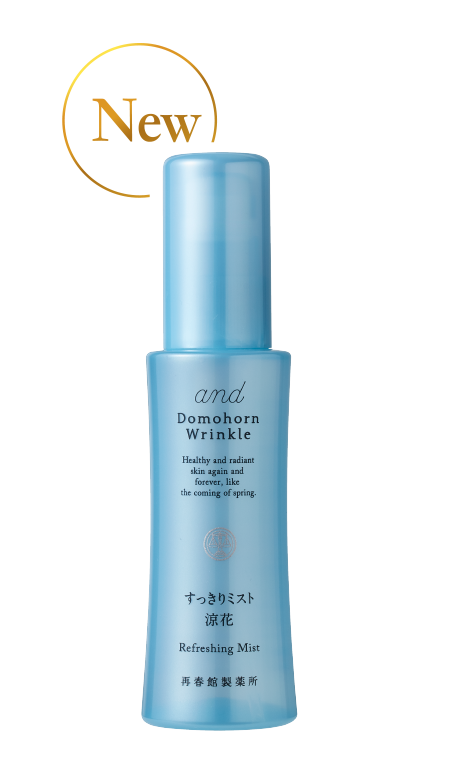 New
and
Domohorn
Wrinkle
Healthy and radiant
skin again and
forever, like
the coming of spring.
すっきりミスト
涼花
Refreshing Mist
再春館製薬所